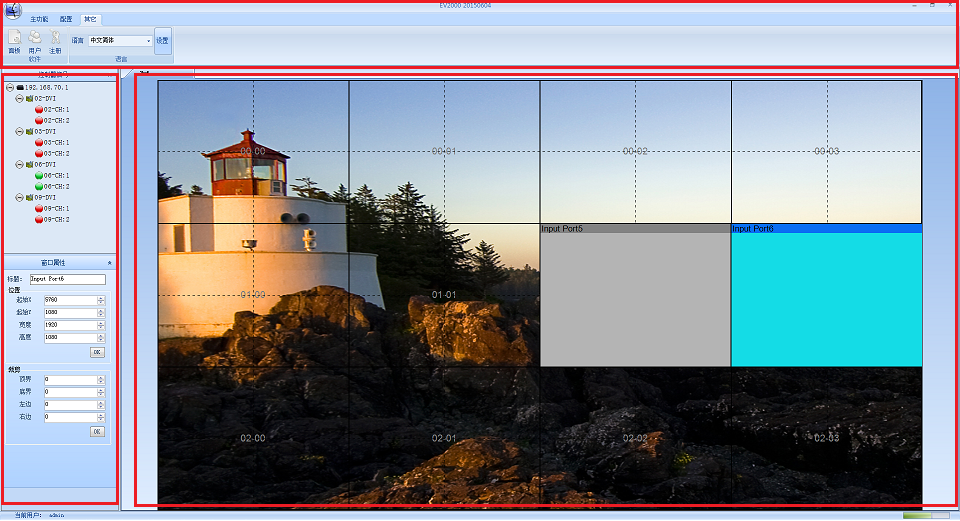 EV2000 20150604
主功能 配置 其它
面板 用户 注册 语言 中文简体 设置
软件 语言
192.168.70.1
02-DVI
02-CH:1
02-CH:2
03-DVI
03-CH:1
03-CH:2
06-DVI
06-CH:1
06-CH:2
09-DVI
09-CH:1
09-CH:2
窗口属性
标题: Input Port6
位置
起始X 5760
起始Y 1080
宽度 1920
高度 1080
OK
裁剪
顶界 0
底界 0
左边 0
右边 0
OK
00-00 00-01 00-02 00-03
Input Port5 Input Port6
01-00 01-01
02-00 02-01 02-02 02-03
当前用户: admin